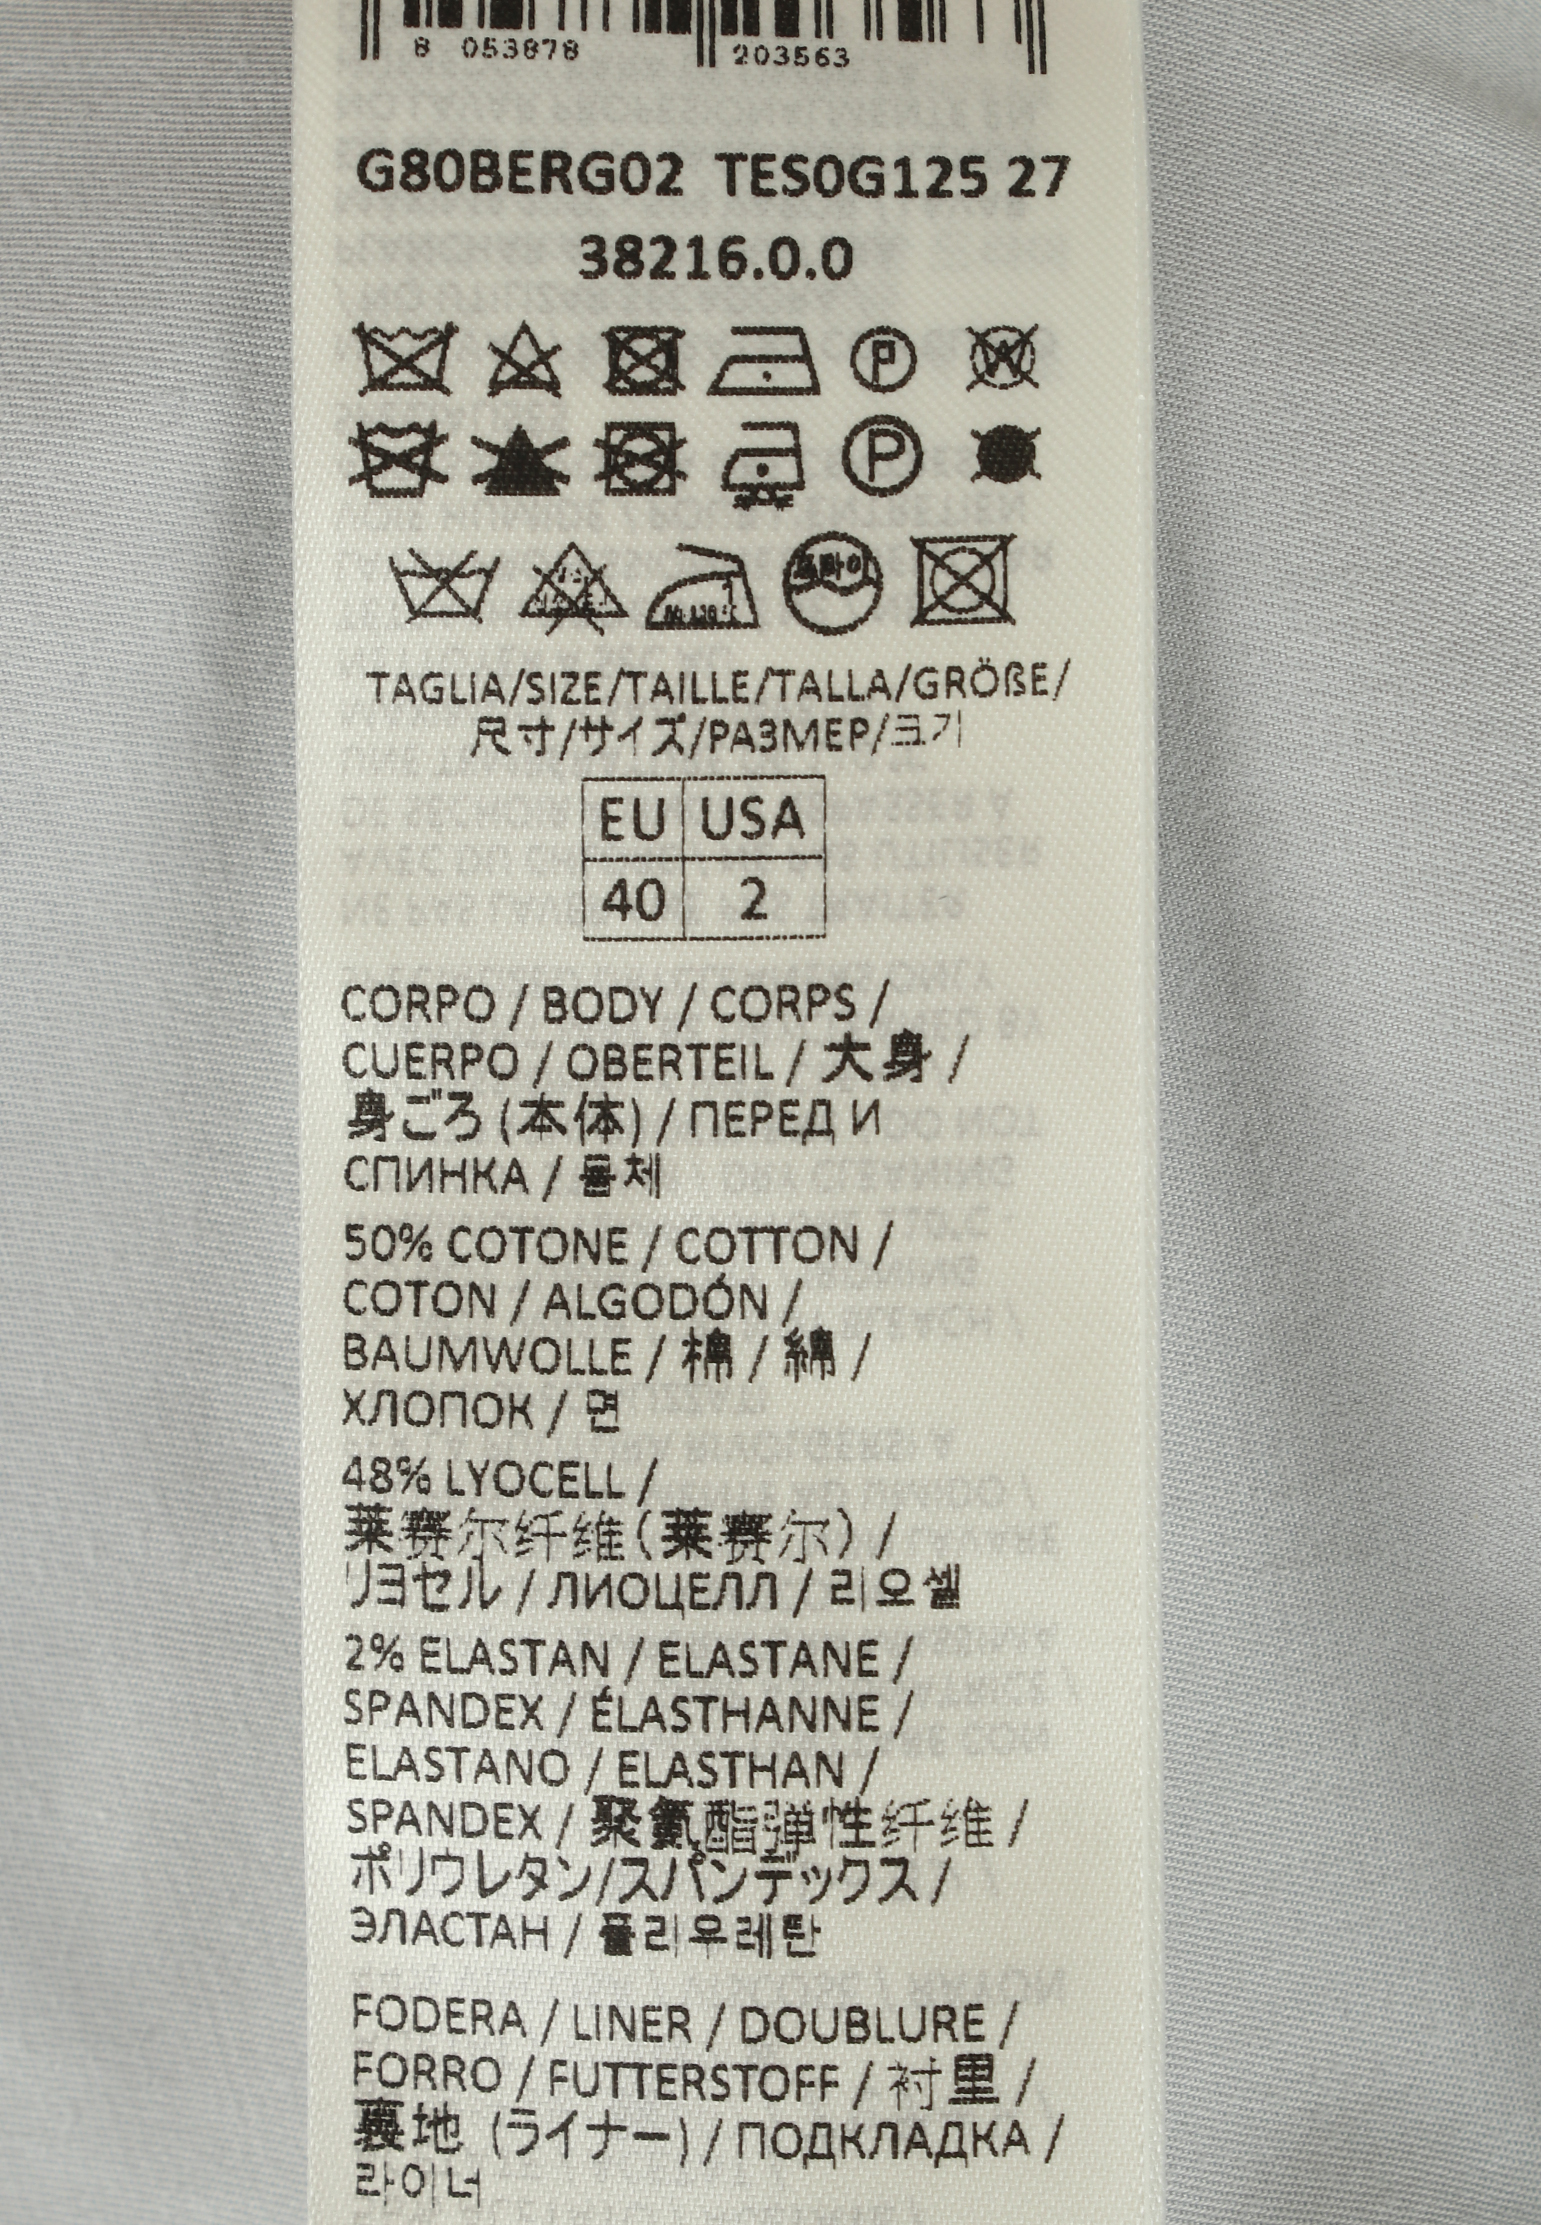 8 053878 203563
G80BERG02 TES0G125 27
38216.0.0
P W
P
드라이
TAGLIA/SIZE/TAILLE/TALLA/GRÖßE/
尺寸/サイズ/РАЗМЕР/크기
EU USA
40 2
CORPO / BODY / CORPS /
CUERPO / OBERTEIL / 大身 /
身ごろ (本体) / ПЕРЕД И
СПИНКА / 몸체
50% COTONE / COTTON /
COTON / ALGODÓN /
BAUMWOLLE / 棉 / 綿 /
ХЛОПОК / 면
48% LYOCELL /
莱赛尔纤维(莱赛尔) /
リヨセル / ЛИОЦЕЛЛ / 리오셀
2% ELASTAN / ELASTANE /
SPANDEX / ÉLASTHANNE /
ELASTANO / ELASTHAN /
SPANDEX / 聚氨酯弹性纤维 /
ポリウレタン/スパンデックス /
ЭЛАСТАН / 폴리우레탄
FODERA / LINER / DOUBLURE /
FORRO / FUTTERSTOFF / 衬里 /
裏地 (ライナー) / ПОДКЛАДКА /
라이너